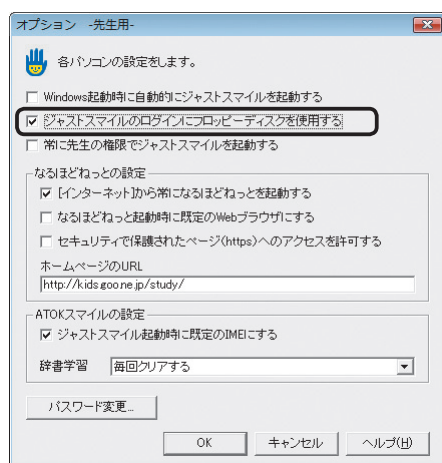 オプション -先生用-
各パソコンの設定をします。
Windows起動時に自動的にジャストスマイルを起動する
ジャストスマイルのログインにフロッピーディスクを使用する
常に先生の権限でジャストスマイルを起動する
なるほどねっとの設定
[インターネット]から常になるほどねっとを起動する
なるほどねっと起動時に既定のWebブラウザにする
セキュリティで保護されたページ(https)へのアクセスを許可する
ホームページのURL
http://kids.goo.ne.jp/study/
ATOKスマイルの設定
ジャストスマイル起動時に既定のIMEにする
辞書学習 毎回クリアする
パスワード変更...
OK キャンセル ヘルプ(H)